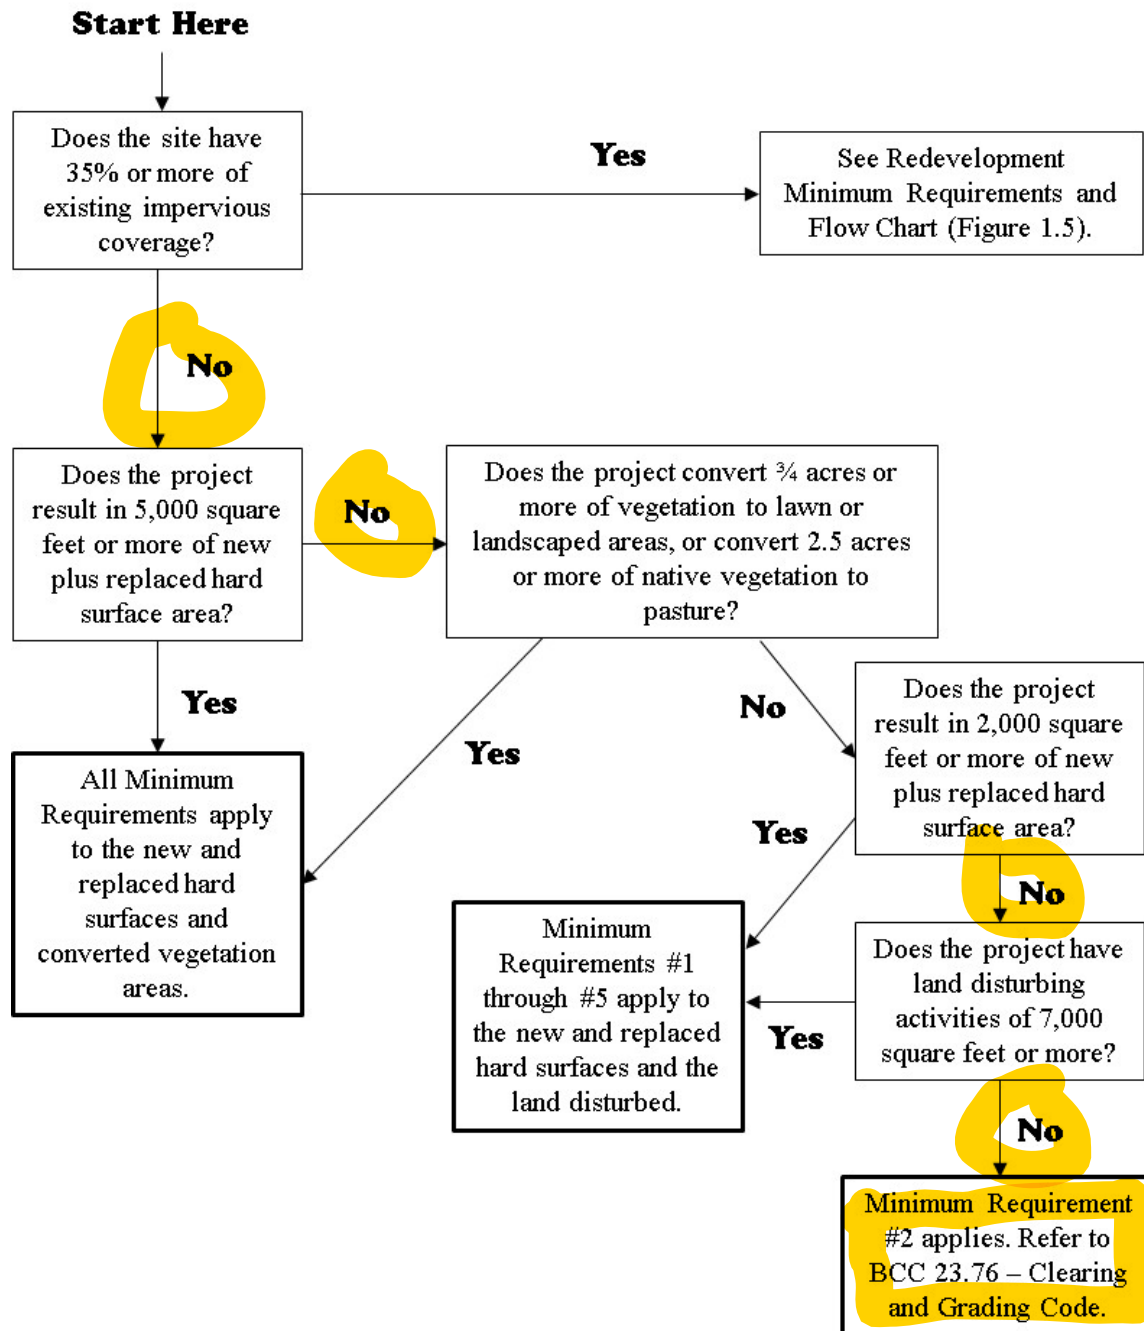 Start Here
Does the site have
35% or more of
existing impervious
coverage?
Yes
See Redevelopment
Minimum Requirements and
Flow Chart (Figure 1.5).
No
Does the project
result in 5,000 square
feet or more of new
plus replaced hard
surface area?
No
Does the project convert ¾ acres or
more of vegetation to lawn or
landscaped areas, or convert 2.5 acres
or more of native vegetation to
pasture?
Yes
All Minimum
Requirements apply
to the new and
replaced hard
surfaces and
converted vegetation
areas.
Yes
No
Does the project
result in 2,000 square
feet or more of new
plus replaced hard
surface area?
Yes
Minimum
Requirements #1
through #5 apply to
the new and replaced
hard surfaces and the
land disturbed.
No
Does the project have
land disturbing
activities of 7,000
square feet or more?
Yes
No
Minimum Requirement
#2 applies. Refer to
BCC 23.76 – Clearing
and Grading Code.